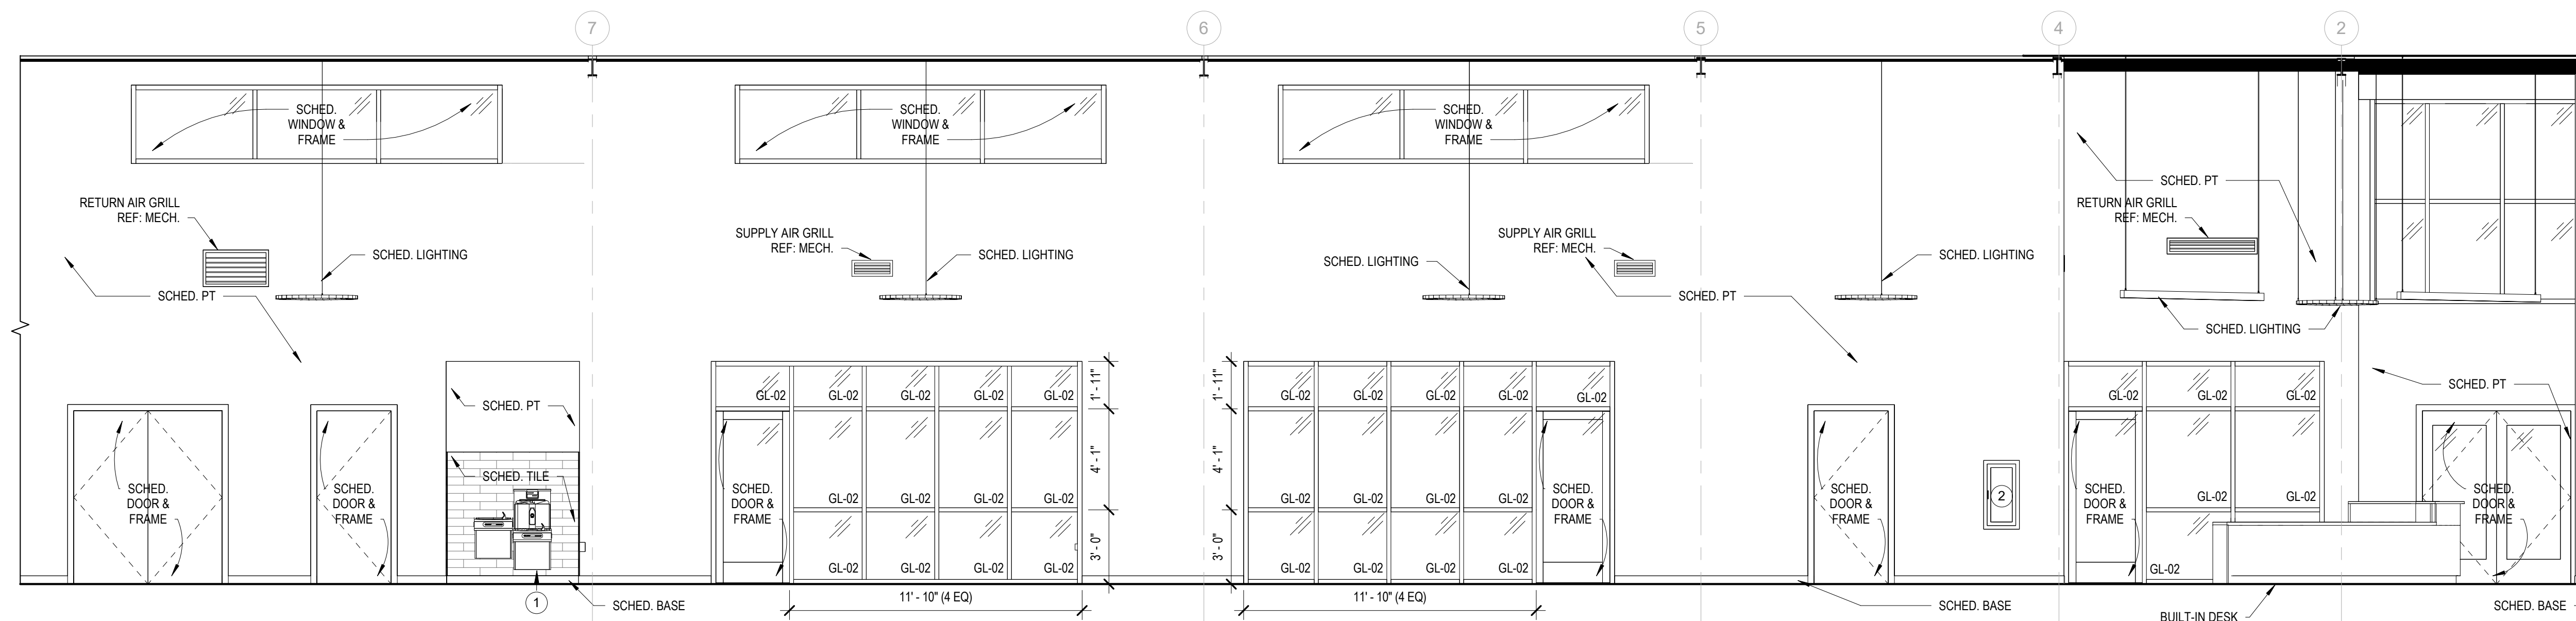 7
6
5
4
2
SCHED.
WINDOW &
FRAME
SCHED.
WINDOW &
FRAME
SCHED.
WINDOW &
FRAME
SCHED. PT
RETURN AIR GRILL
REF: MECH.
RETURN AIR GRILL
REF: MECH.
SUPPLY AIR GRILL
REF: MECH.
SUPPLY AIR GRILL
REF: MECH.
SCHED. LIGHTING
SCHED. LIGHTING
SCHED. LIGHTING
SCHED. LIGHTING
SCHED. PT
SCHED. PT
SCHED. LIGHTING
1' - 11"
1' - 11"
SCHED. PT
GL-02
GL-02
GL-02
GL-02
GL-02
GL-02
GL-02
GL-02
GL-02
GL-02
GL-02
GL-02
GL-02
SCHED. PT
4' - 1"
4' - 1"
SCHED. TILE
SCHED.
DOOR &
FRAME
SCHED.
DOOR &
FRAME
SCHED.
DOOR &
FRAME
GL-02
GL-02
GL-02
GL-02
GL-02
GL-02
GL-02
GL-02
SCHED.
DOOR &
FRAME
SCHED.
DOOR &
FRAME
2
SCHED.
DOOR &
FRAME
GL-02
GL-02
SCHED.
DOOR &
FRAME
3' - 0"
3' - 0"
GL-02
GL-02
GL-02
GL-02
GL-02
GL-02
GL-02
GL-02
GL-02
1
SCHED. BASE
11' - 10" (4 EQ)
11' - 10" (4 EQ)
SCHED. BASE
BUILT-IN DESK
SCHED. BASE